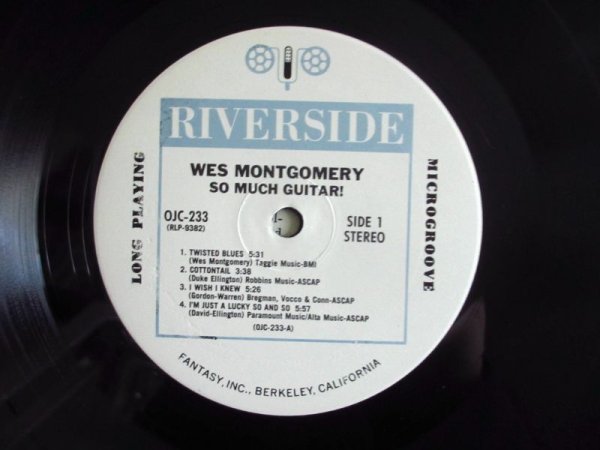 RIVERSIDE
WES MONTGOMERY
SO MUCH GUITAR!
LONG PLAYING
MICROGROOVE
OJC-233
(RLP-9382)
SIDE 1
STEREO
1. TWISTED BLUES 5:31
(Wes Montgomery) Taggie Music-BMI
2. COTTONTAIL 3:38
(Duke Ellington) Robbins Music-ASCAP
3. I WISH I KNEW 5:26
(Gordon-Warren) Bregman, Vocco & Conn-ASCAP
4. I'M JUST A LUCKY SO AND SO 5:57
(David-Ellington) Paramount Music/Alta Music-ASCAP
(OJC-233-A)
FANTASY, INC., BERKELEY, CALIFORNIA